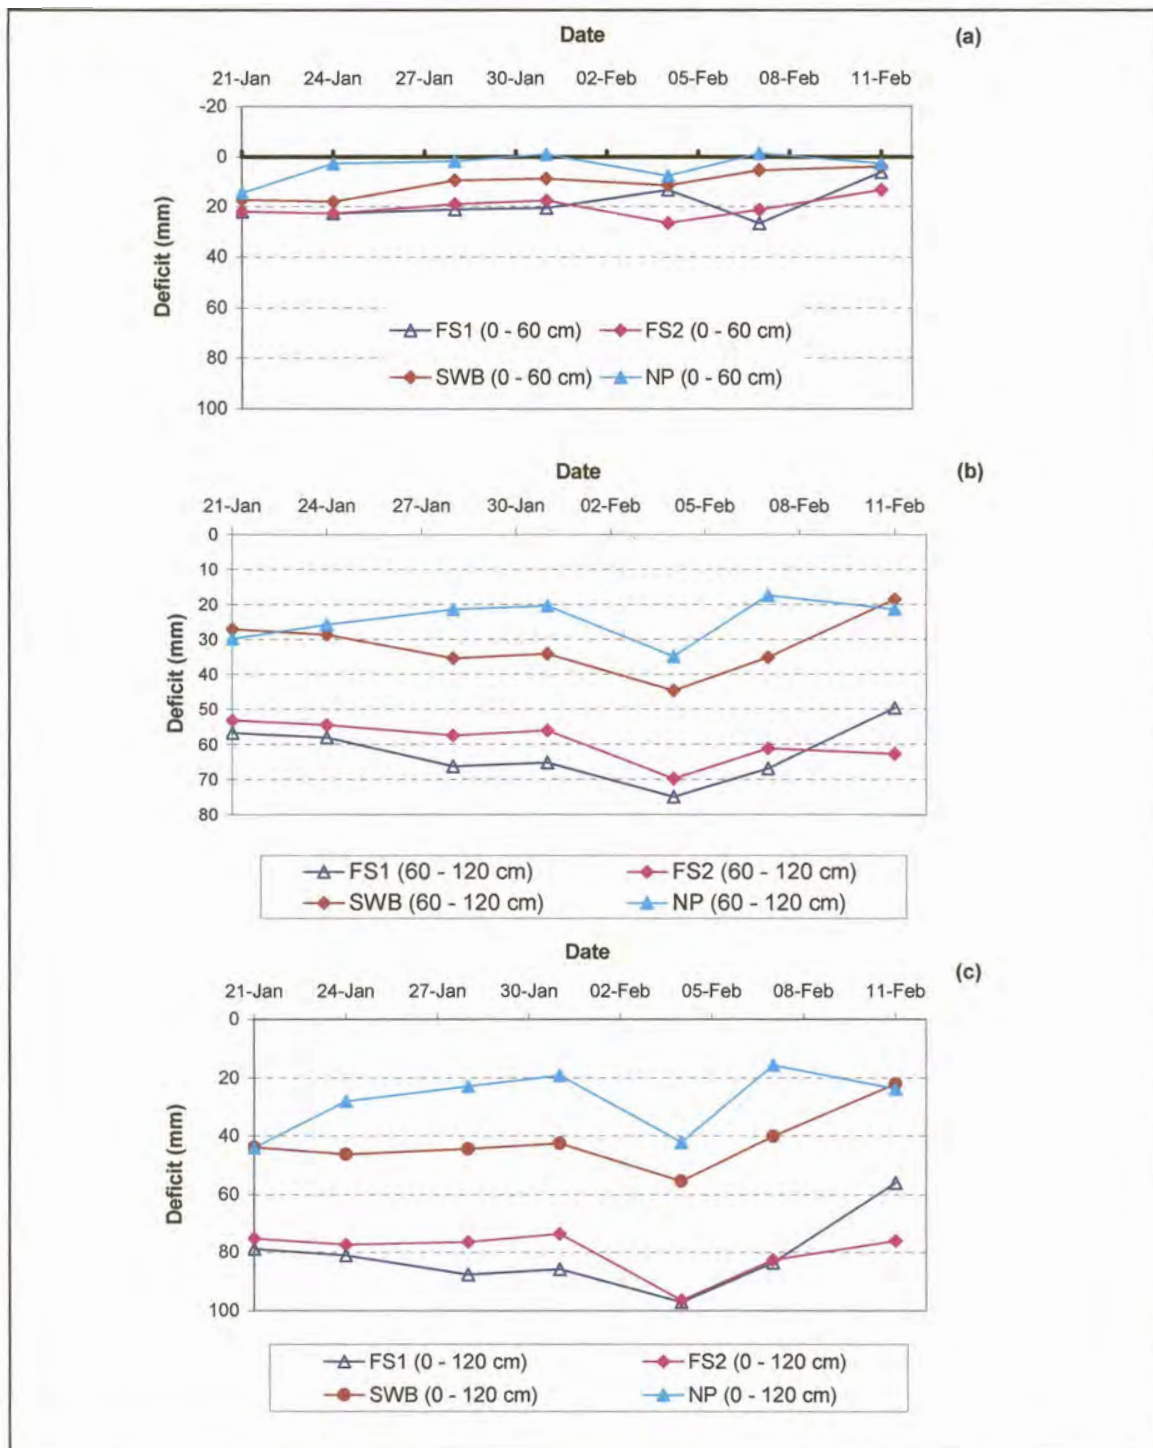 Date
(a)
21-Jan 24-Jan 27-Jan 30-Jan 02-Feb 05-Feb 08-Feb 11-Feb
-20
0
20
40
60
80
100
Deficit (mm)
FS1 (0 - 60 cm) FS2 (0 - 60 cm)
SWB (0 - 60 cm) NP (0 - 60 cm)
Date
(b)
21-Jan 24-Jan 27-Jan 30-Jan 02-Feb 05-Feb 08-Feb 11-Feb
0
10
20
30
40
50
60
70
80
Deficit (mm)
FS1 (60 - 120 cm) FS2 (60 - 120 cm)
SWB (60 - 120 cm) NP (60 - 120 cm)
Date
(c)
21-Jan 24-Jan 27-Jan 30-Jan 02-Feb 05-Feb 08-Feb 11-Feb
0
20
40
60
80
100
Deficit (mm)
FS1 (0 - 120 cm) FS2 (0 - 120 cm)
SWB (0 - 120 cm) NP (0 - 120 cm)